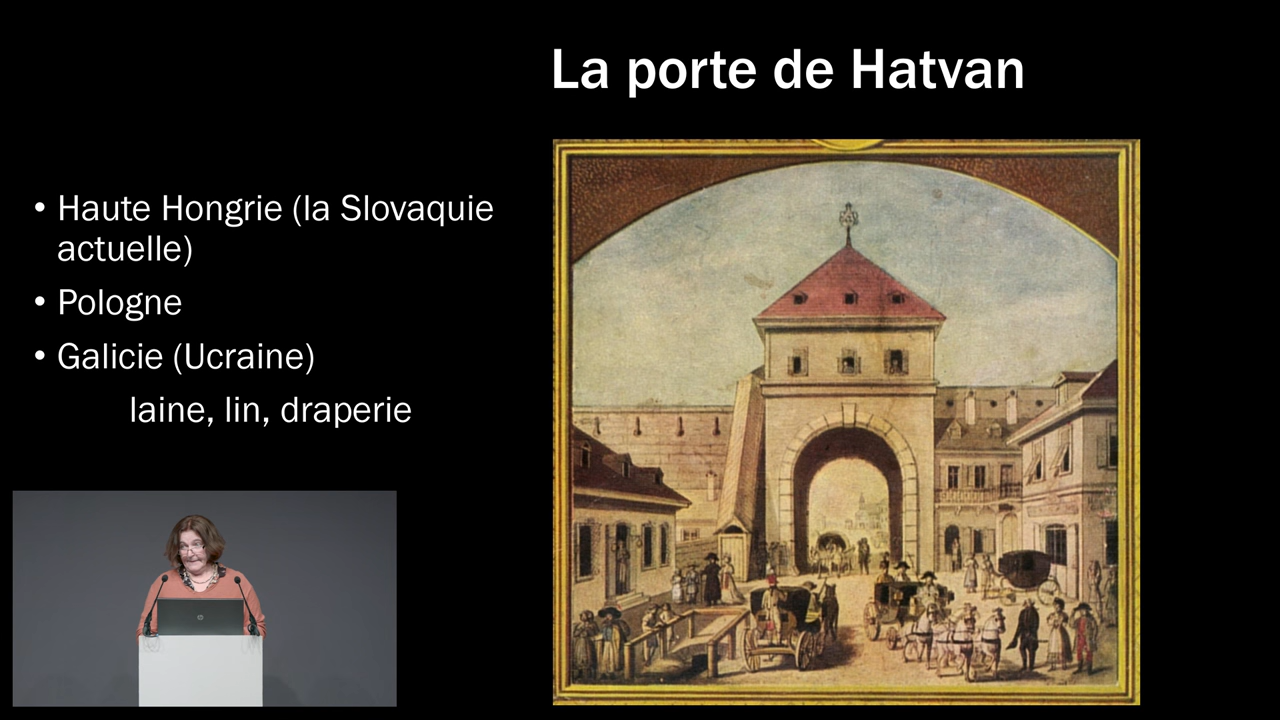 La porte de Hatvan
• Haute Hongrie (la Slovaquie
actuelle)
• Pologne
• Galicie (Ucraine)
laine, lin, draperie